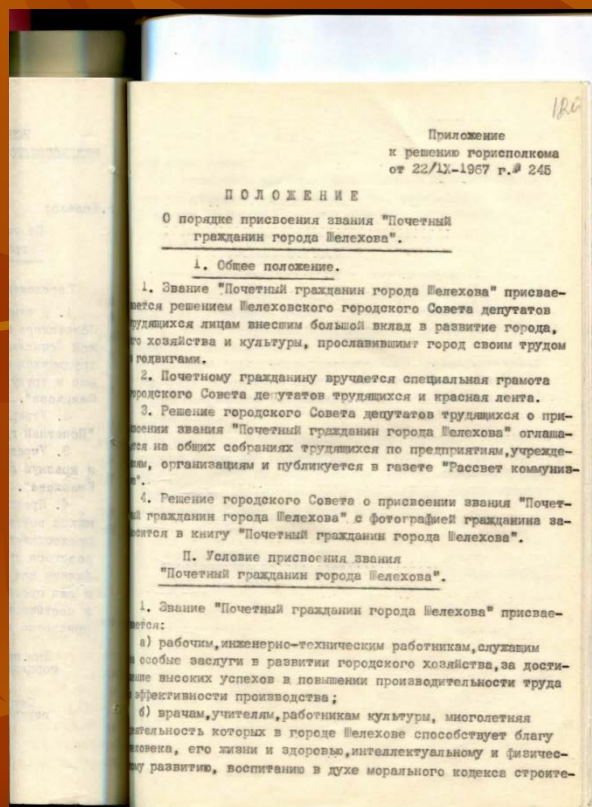 Приложение
к решению горисполкома
от 22/IX-1967 г.№ 245
ПОЛОЖЕНИЕ
О порядке присвоения звания "Почетный
гражданин города Шелехова".
1. Общее положение.
1. Звание "Почетный гражданин города Шелехова" присваи-
вается решением Шелеховского городского Совета депутатов
трудящихся лицам внесшим большой вклад в развитие города,
его хозяйства и культуры, прославившимт город своим трудом
подвигами.
2. Почетному гражданину вручается специальная грамота
городского Совета депутатов трудящихся и красная лента.
3. Решение городского Совета депутатов трудящихся о при-
своении звания "Почетный гражданин города Шелехова" оглаша-
ется на общих собраниях трудящихся по предприятиям,учрежде-
ниям, организациям и публикуется в газете "Рассвет коммуниз-
ма".
4. Решение городского Совета о присвоении звания "Почет-
ный гражданин города Шелехова" с фотографией гражданина за-
носится в книгу "Почетный гражданин города Шелехова".
П. Условие присвоения звания
"Почетный гражданин города Шелехова".
1. Звание "Почетный гражданин города Шелехова" присваи-
вается:
а) рабочим,инженерно-техническим работникам,служащим
особые заслуги в развитии городского хозяйства,за дости-
жение высоких успехов в повышении производительности труда
эффективности производства;
б) врачам,учителям,работникам культуры, многолетняя
деятельность которых в городе Шелехове способствует благу
человека, его жизни и здоровью,интеллектуальному и физичес-
кому развитию, воспитанию в духе морального кодекса строите-